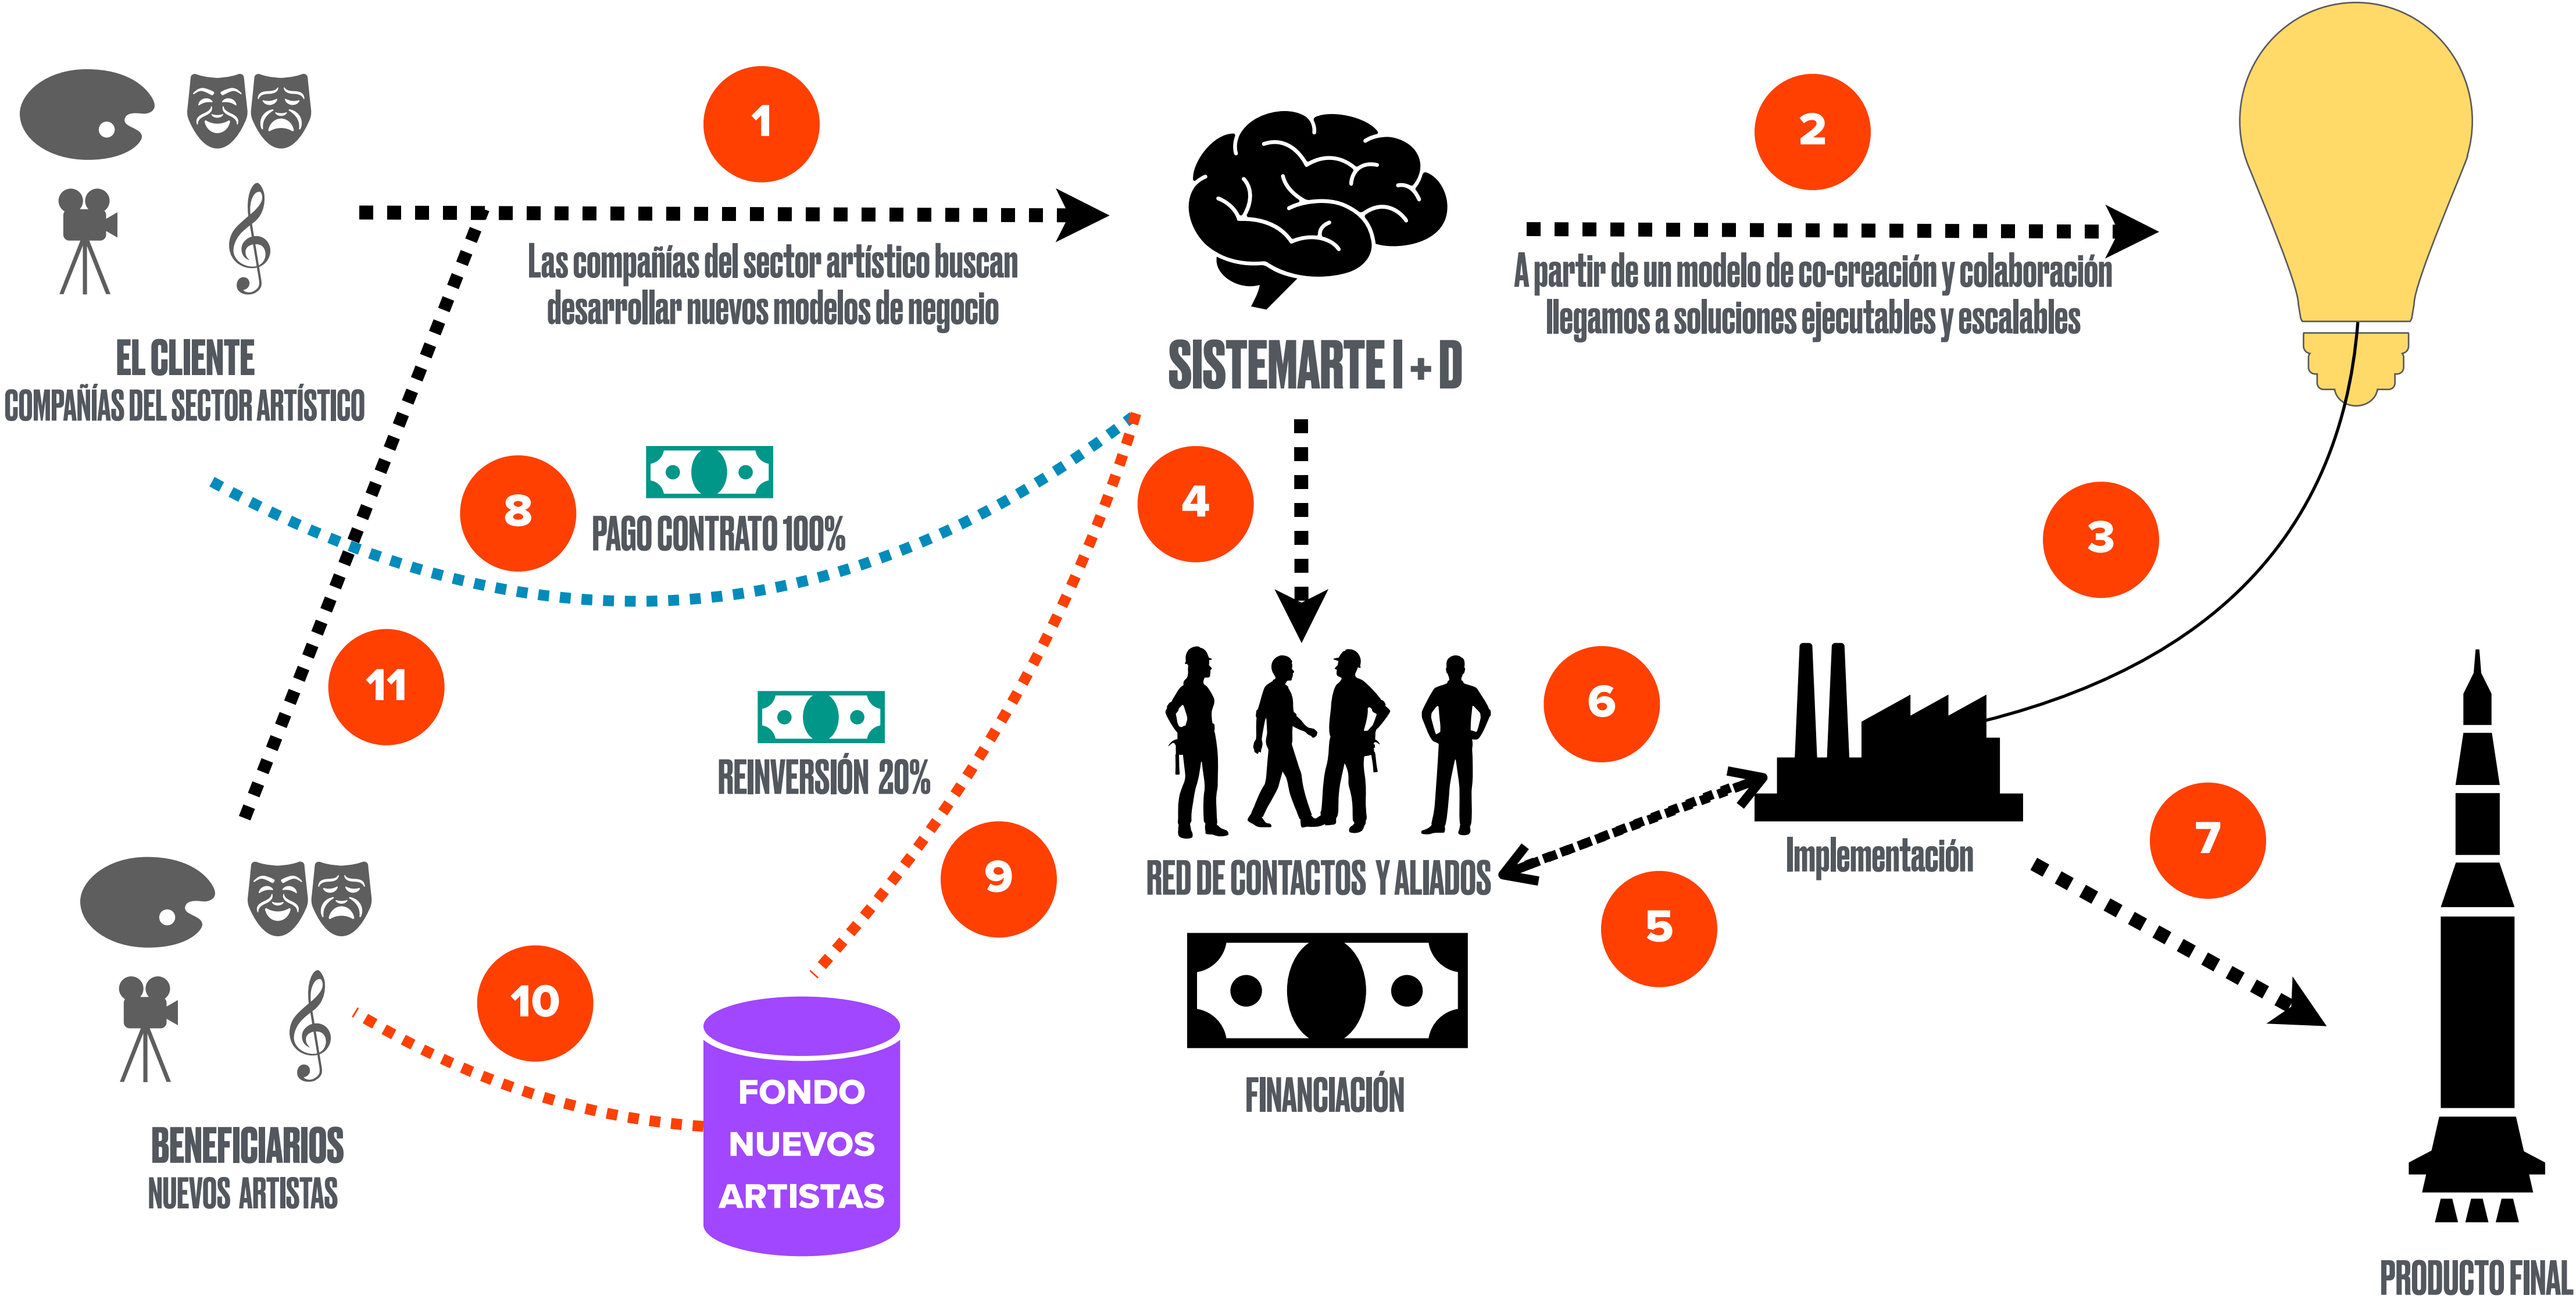 1
2
Las compañías del sector artístico buscan
desarrollar nuevos modelos de negocio
A partir de un modelo de co-creación y colaboración
llegamos a soluciones ejecutables y escalables
EL CLIENTE
COMPAÑÍAS DEL SECTOR ARTÍSTICO
SISTEMARTE I + D
8
PAGO CONTRATO 100%
4
3
11
6
REINVERSIÓN 20%
9
RED DE CONTACTOS Y ALIADOS
Implementación
7
5
10
FONDO
NUEVOS
ARTISTAS
FINANCIACIÓN
BENEFICIARIOS
NUEVOS ARTISTAS
PRODUCTO FINAL